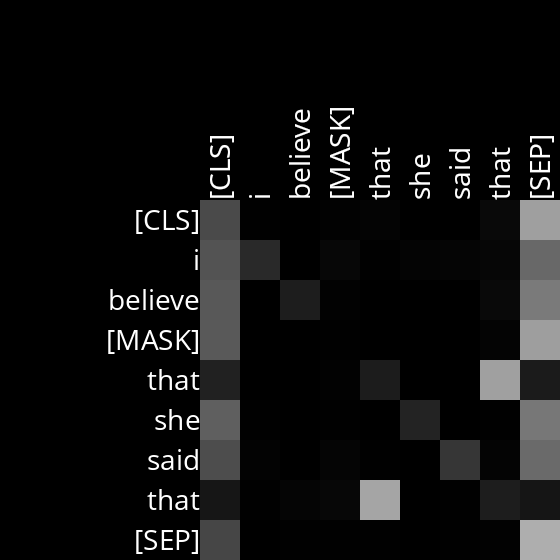 [CLS] i believe [MASK] that she said that [SEP]
[CLS]
i
believe
[MASK]
that
she
said
that
[SEP]